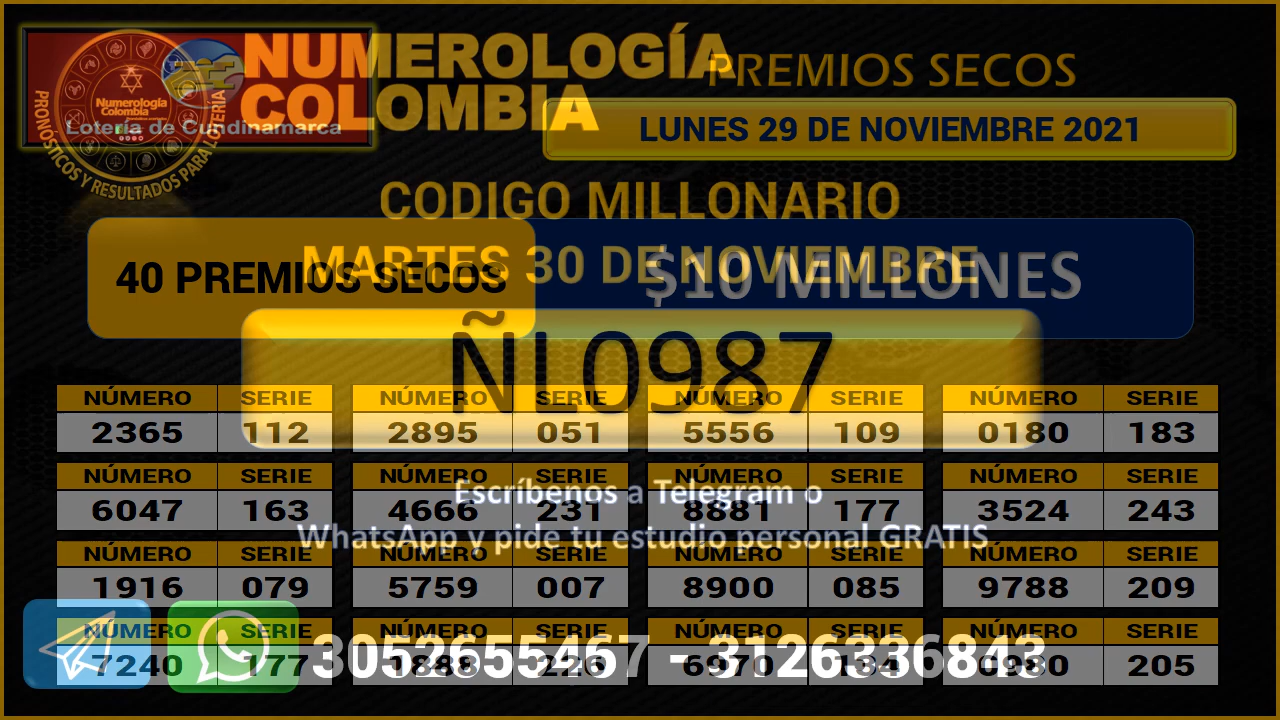 NUMEROLOGÍA
COLOMBIA
PREMIOS SECOS
Numerología
Colombia
Lotería de Cundinamarca
PRONÓSTICOS Y RESULTADOS PARA LOTERÍA
LUNES 29 DE NOVIEMBRE 2021
CODIGO MILLONARIO
MARTES 30 DE NOVIEMBRE
40 PREMIOS SECOS
$10 MILLONES
ÑL0987
NÚMERO SERIE NÚMERO SERIE NÚMERO SERIE NÚMERO SERIE
2365 112 2895 051 5556 109 0180 183
NÚMERO SERIE NÚMERO SERIE NÚMERO SERIE NÚMERO SERIE
6047 163 4666 231 8881 177 3524 243
Escríbenos a Telegram o
WhatsApp y pide tu estudio personal GRATIS
NÚMERO SERIE NÚMERO SERIE NÚMERO SERIE NÚMERO SERIE
1916 079 5759 007 8900 085 9788 209
NÚMERO SERIE NÚMERO SERIE NÚMERO SERIE NÚMERO SERIE
7240 177 1888 6970 134 0980 205
3052655467 - 3126336843